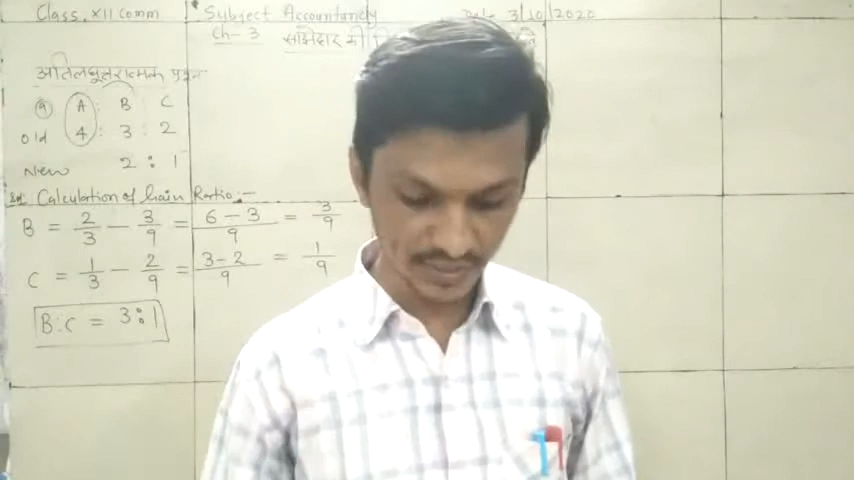 Class. XII Comm Subject Accountancy Date 3/10/2020
Ch-3 साझेदार की
अतिलघुत्तरात्मक प्रश्न
9 A : B : C
Old 4 : 3 : 2
New 2 : 1
Sol. Calculation of Gain Ratio:-
B = 2/3 - 3/9 = 6-3/9 = 3/9
C = 1/3 - 2/9 = 3-2/9 = 1/9
B:C = 3:1